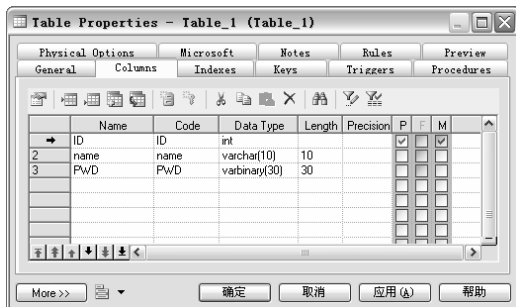 Table Properties - Table_1 (Table_1)
Physical Options Microsoft Notes Rules Preview
General Columns Indexes Keys Triggers Procedures
Name Code Data Type Length Precision P F M
ID ID int
2 name name varchar(10) 10
3 PWD PWD varbinary(30) 30
More >> 确定 取消 应用(A) 帮助